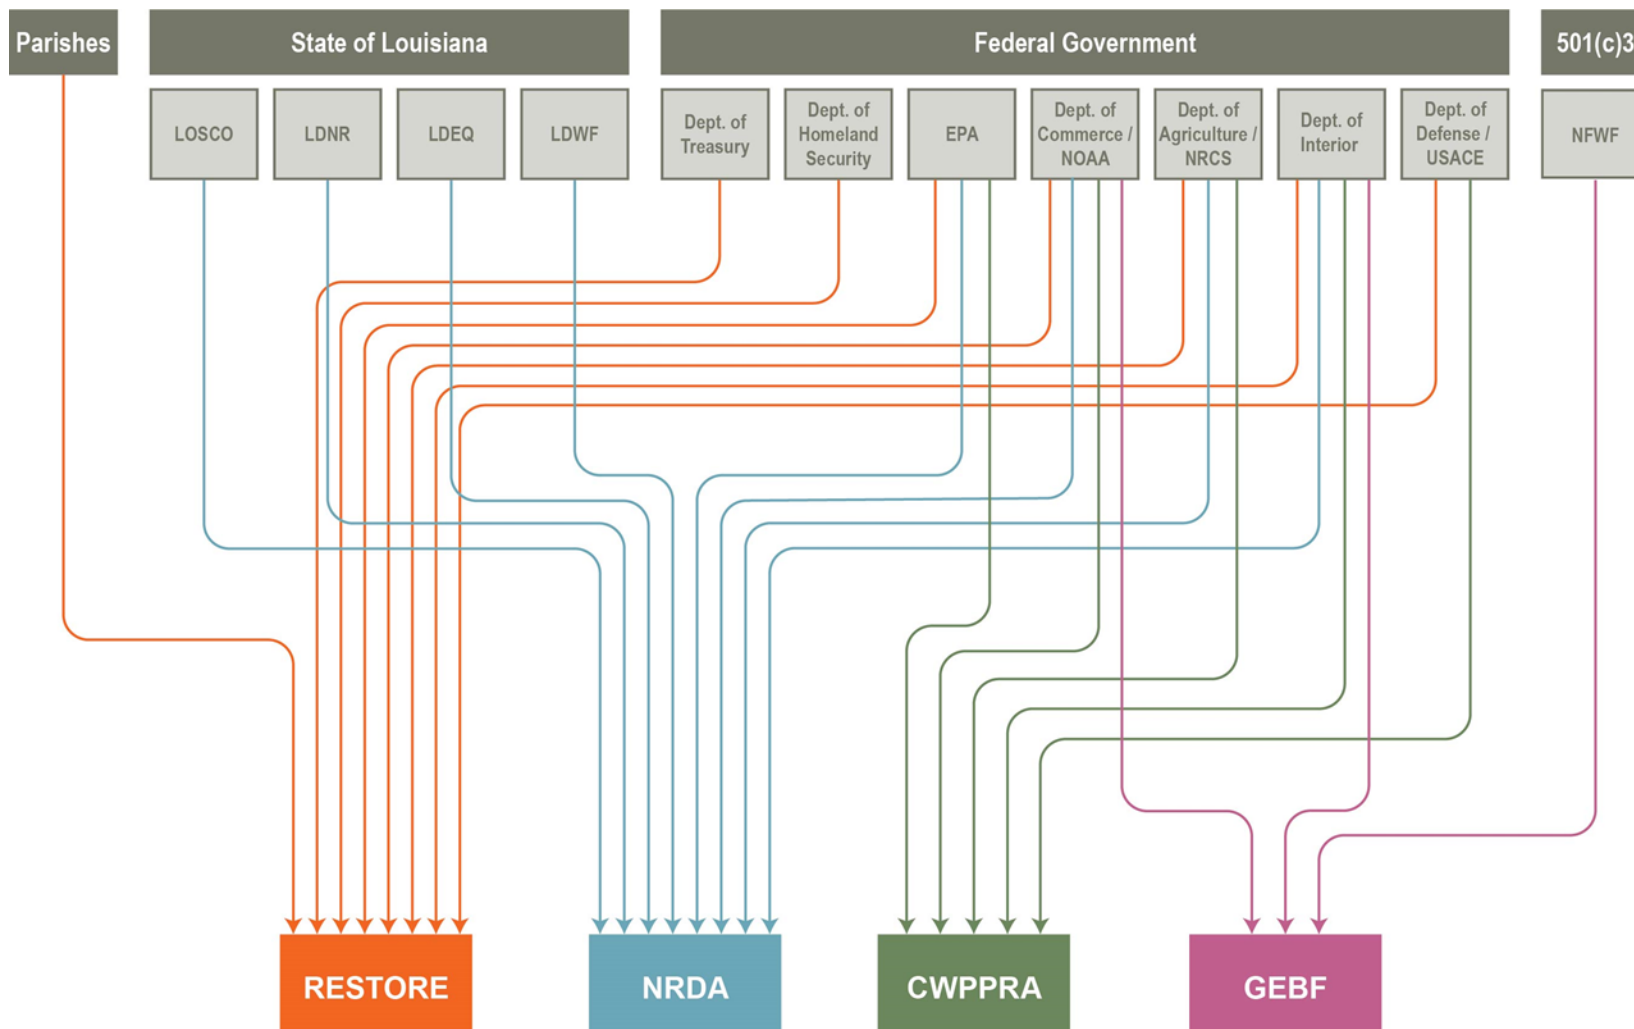 Parishes
State of Louisiana
Federal Government
501(c)3
LOSCO
LDNR
LDEQ
LDWF
Dept. of
Treasury
Dept. of
Homeland
Security
EPA
Dept. of
Commerce /
NOAA
Dept. of
Agriculture /
NRCS
Dept. of
Interior
Dept. of
Defense /
USACE
NFWF
RESTORE
NRDA
CWPPRA
GEBF